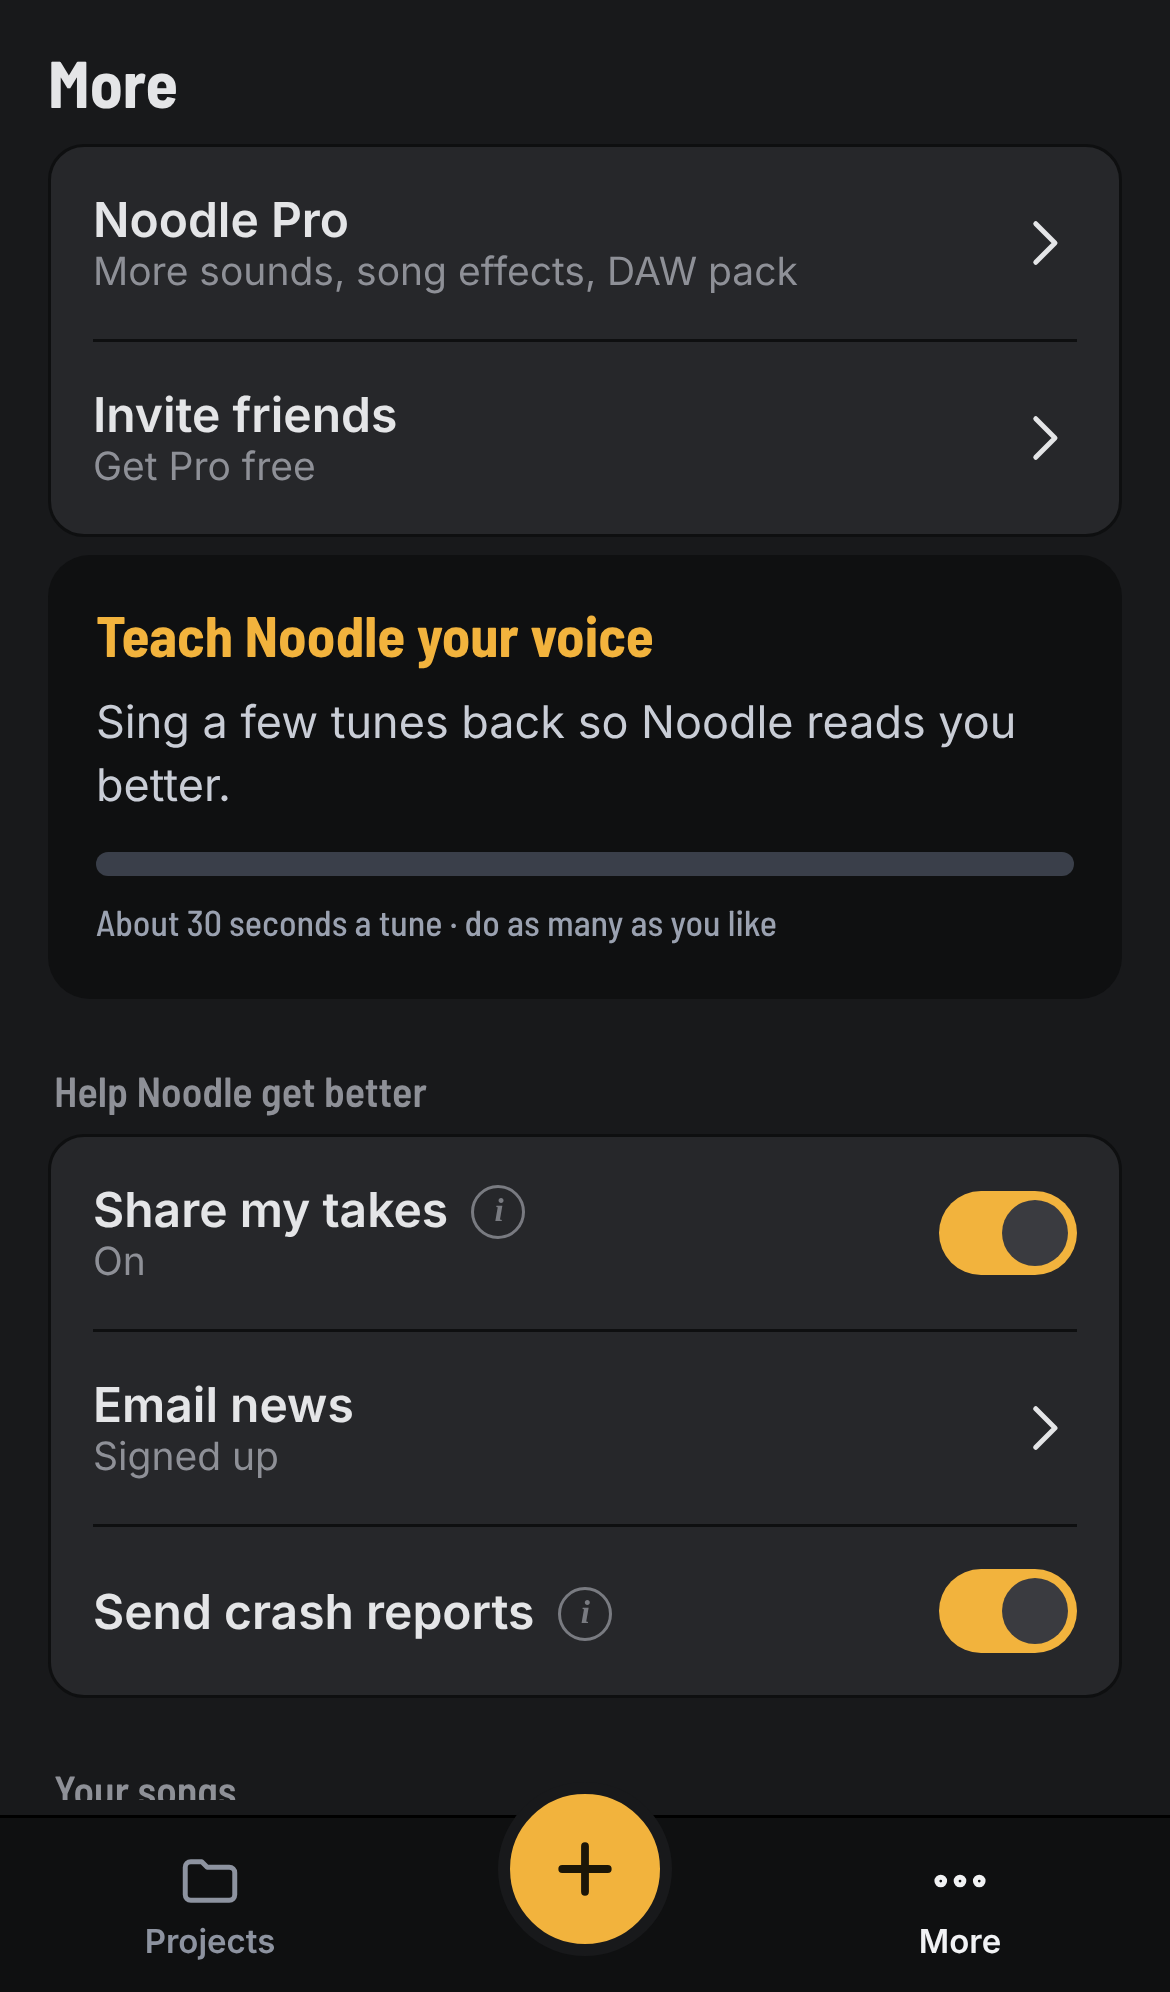 More
Noodle Pro
More sounds, song effects, DAW pack
Invite friends
Get Pro free
Teach Noodle your voice
Sing a few tunes back so Noodle reads you
better.
About 30 seconds a tune · do as many as you like
Help Noodle get better
Share my takes i
On
Email news
Signed up
Send crash reports i
Your songs
Projects
More